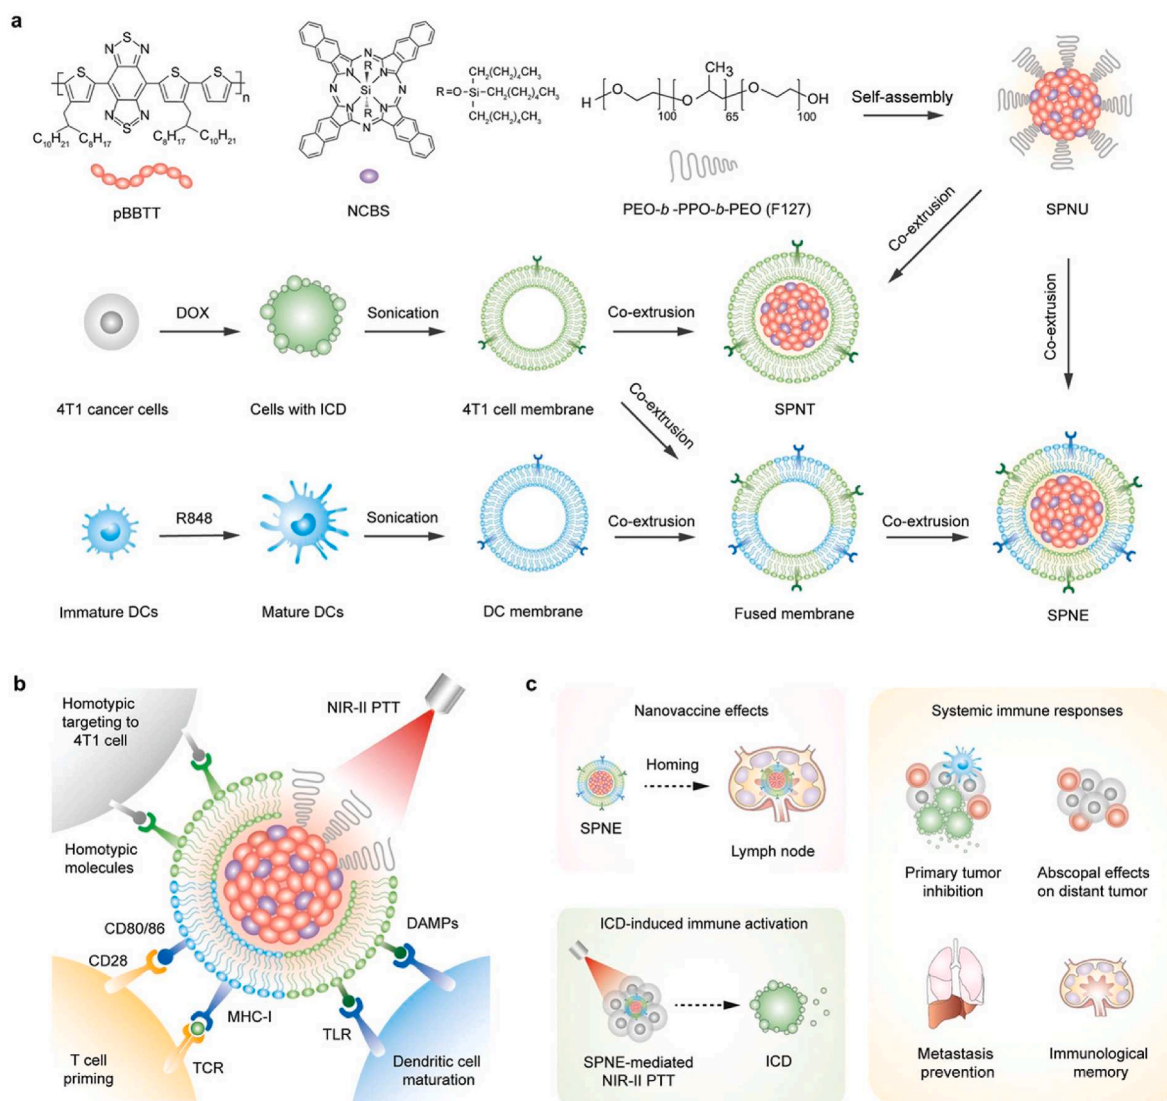 a
S
N
N
S
S
S
S
N
N
S
n
C10H21
C8H17
C8H17
C10H21
pBBTT
N
N
N
R
N
Si
N
N
R
N
N
N
NCBS
CH2(CH2)4CH3
R=O─Si─CH2(CH2)4CH3
CH2(CH2)4CH3
CH3
H
O
O
O
OH
100
65
100
PEO-b -PPO-b-PEO (F127)
Self-assembly
SPNU
Co-extrusion
Co-extrusion
DOX
Sonication
Co-extrusion
4T1 cancer cells
Cells with ICD
4T1 cell membrane
SPNT
Co-extrusion
R848
Sonication
Co-extrusion
Co-extrusion
Immature DCs
Mature DCs
DC membrane
Fused membrane
SPNE
b
Homotypic
targeting to
4T1 cell
NIR-II PTT
Homotypic
molecules
CD80/86
CD28
DAMPs
MHC-I
TLR
TCR
T cell
priming
Dendritic cell
maturation
c
Nanovaccine effects
Homing
SPNE
Lymph node
ICD-induced immune activation
SPNE-mediated
NIR-II PTT
ICD
Systemic immune responses
Primary tumor
inhibition
Abscopal effects
on distant tumor
Metastasis
prevention
Immunological
memory